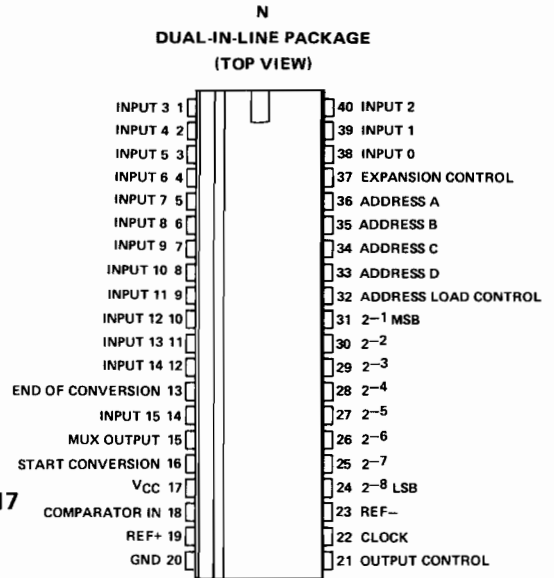 N
DUAL-IN-LINE PACKAGE
(TOP VIEW)
INPUT 3 1 40 INPUT 2
INPUT 4 2 39 INPUT 1
INPUT 5 3 38 INPUT 0
INPUT 6 4 37 EXPANSION CONTROL
INPUT 7 5 36 ADDRESS A
INPUT 8 6 35 ADDRESS B
INPUT 9 7 34 ADDRESS C
INPUT 10 8 33 ADDRESS D
INPUT 11 9 32 ADDRESS LOAD CONTROL
INPUT 12 10 31 2−1 MSB
INPUT 13 11 30 2−2
INPUT 14 12 29 2−3
END OF CONVERSION 13 28 2−4
INPUT 15 14 27 2−5
MUX OUTPUT 15 26 2−6
START CONVERSION 16 25 2−7
VCC 17 24 2−8 LSB
17
COMPARATOR IN 18 23 REF−
REF+ 19 22 CLOCK
GND 20 21 OUTPUT CONTROL